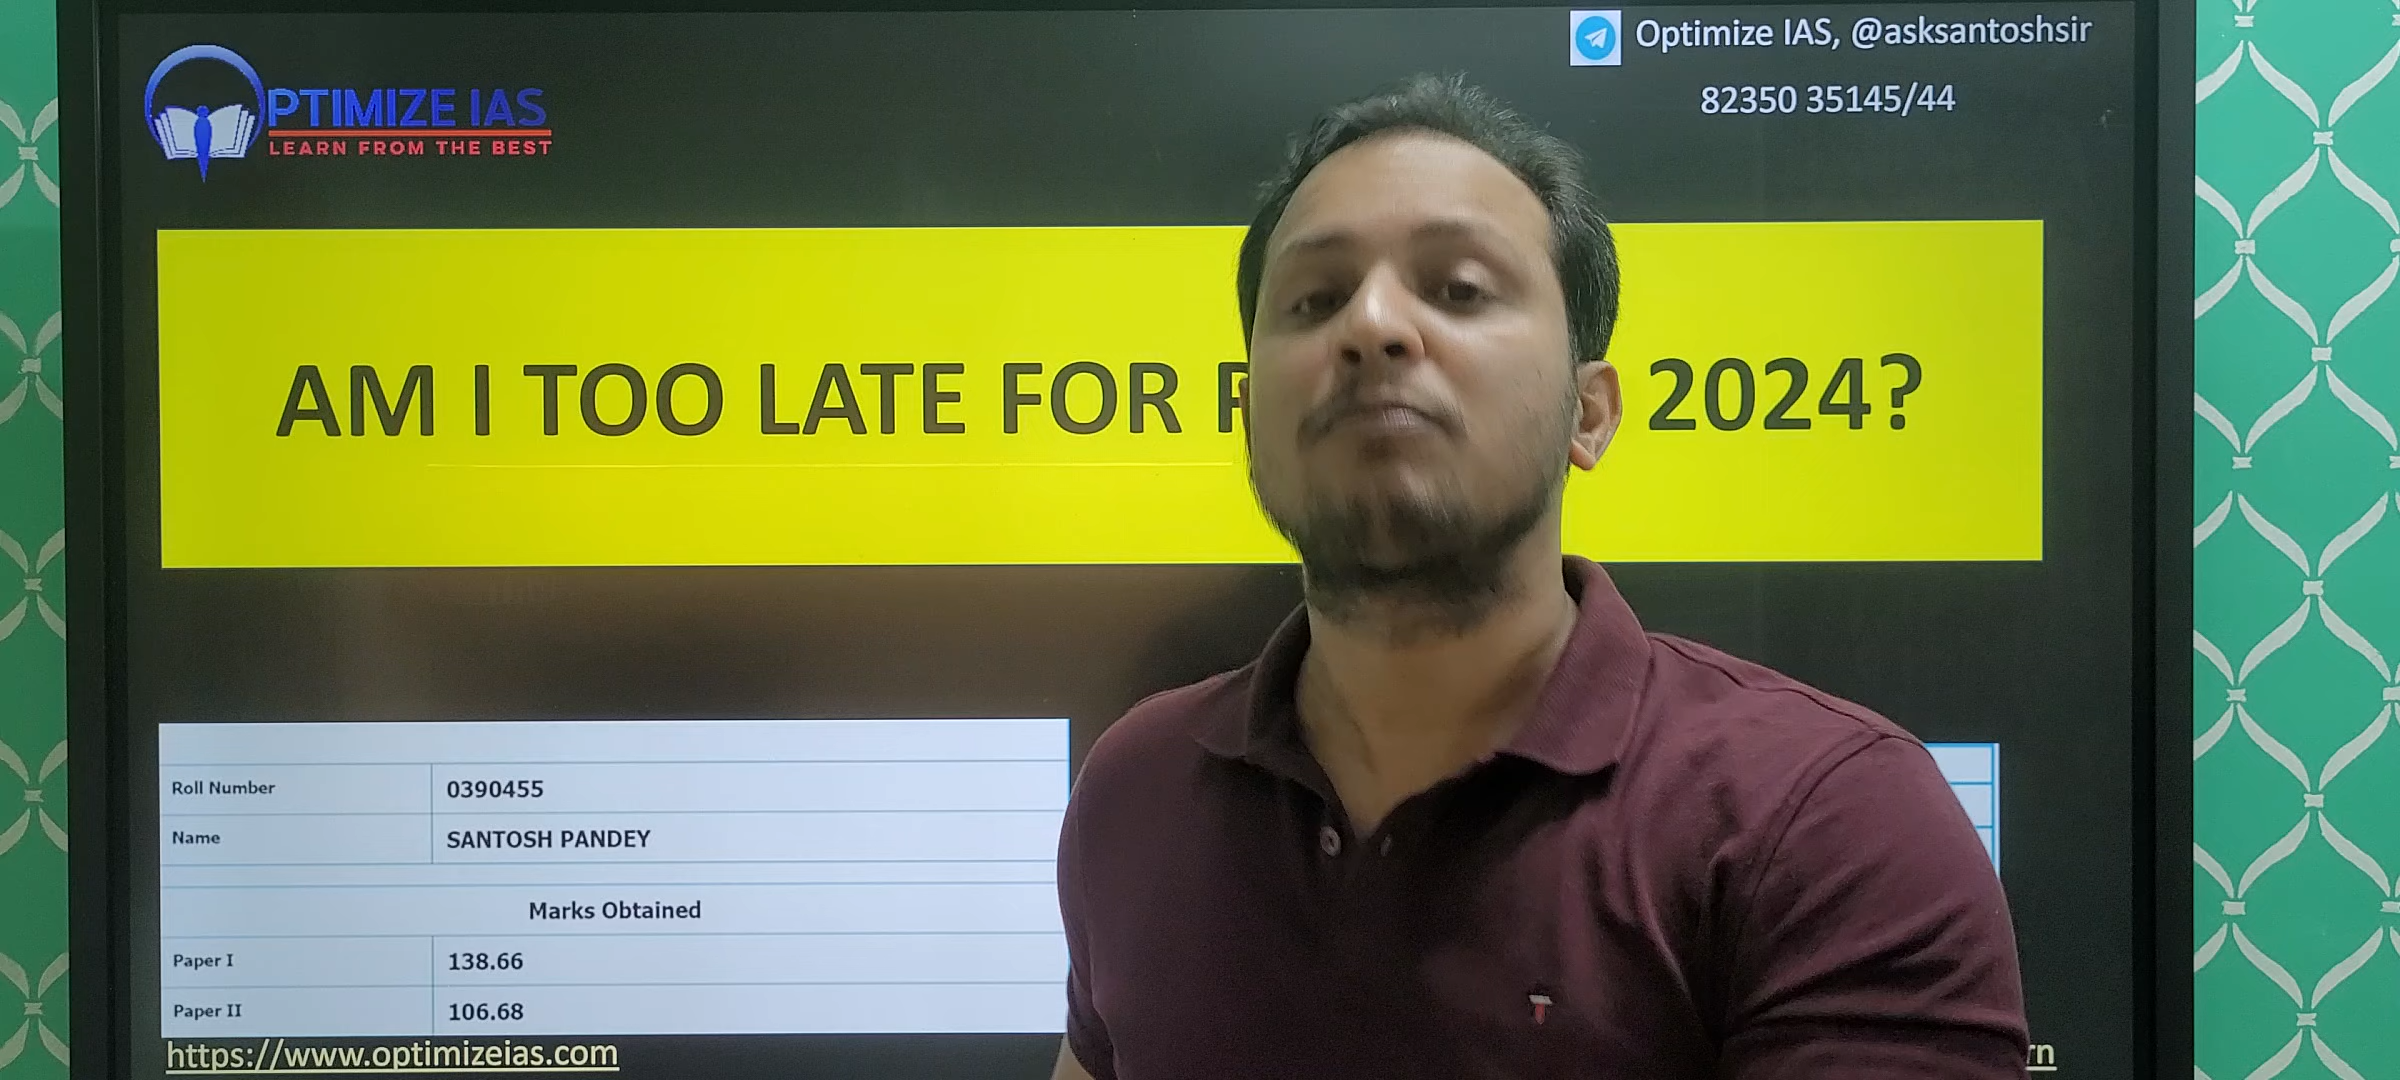 OPTIMIZE IAS
LEARN FROM THE BEST
Optimize IAS, @asksantoshsir
82350 35145/44
AM I TOO LATE FOR 2024?
Roll Number 0390455
Name SANTOSH PANDEY
Marks Obtained
Paper I 138.66
Paper II 106.68
https://www.optimizeias.com